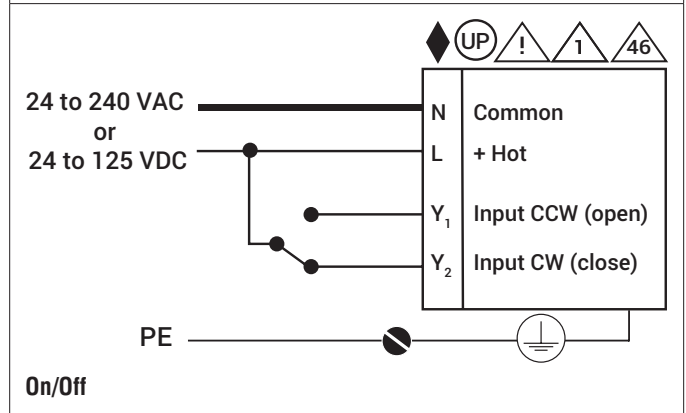 UP ! 1 46
24 to 240 VAC
or
24 to 125 VDC
N Common
L + Hot
Y₁ Input CCW (open)
Y₂ Input CW (close)
PE
On/Off